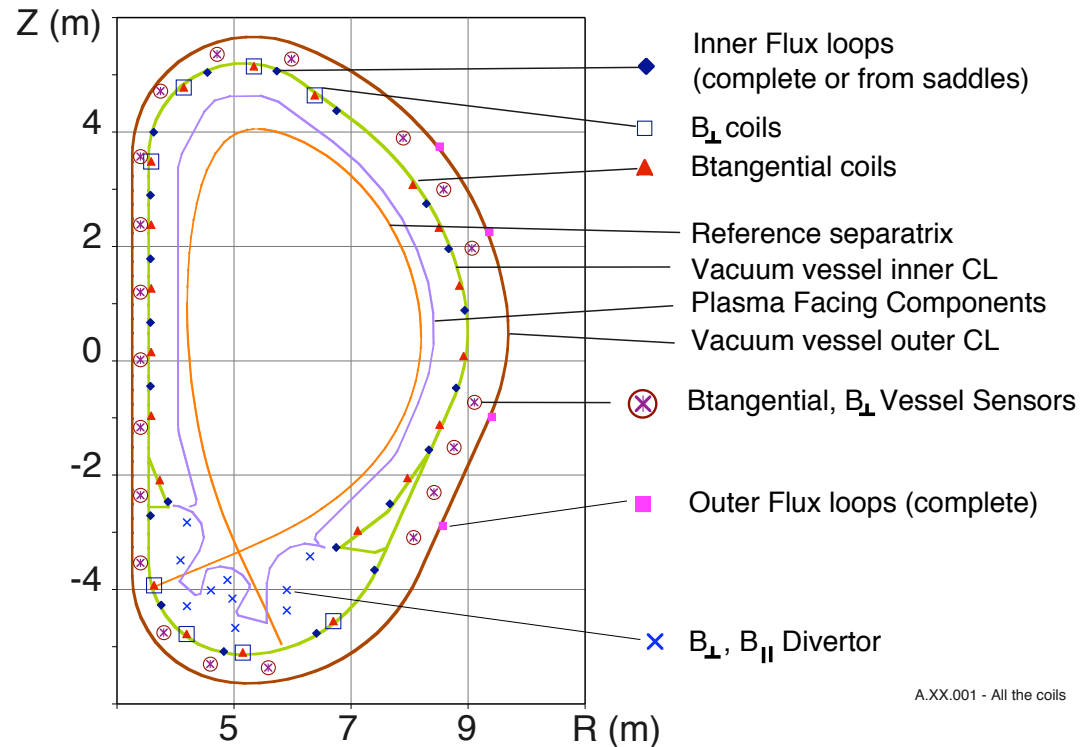 Z (m)
4
2
0
-2
-4
5
7
9
R (m)
Inner Flux loops
(complete or from saddles)
B⊥ coils
Btangential coils
Reference separatrix
Vacuum vessel inner CL
Plasma Facing Components
Vacuum vessel outer CL
Btangential, B⊥ Vessel Sensors
Outer Flux loops (complete)
B⊥, B|| Divertor
A.XX.001 - All the coils